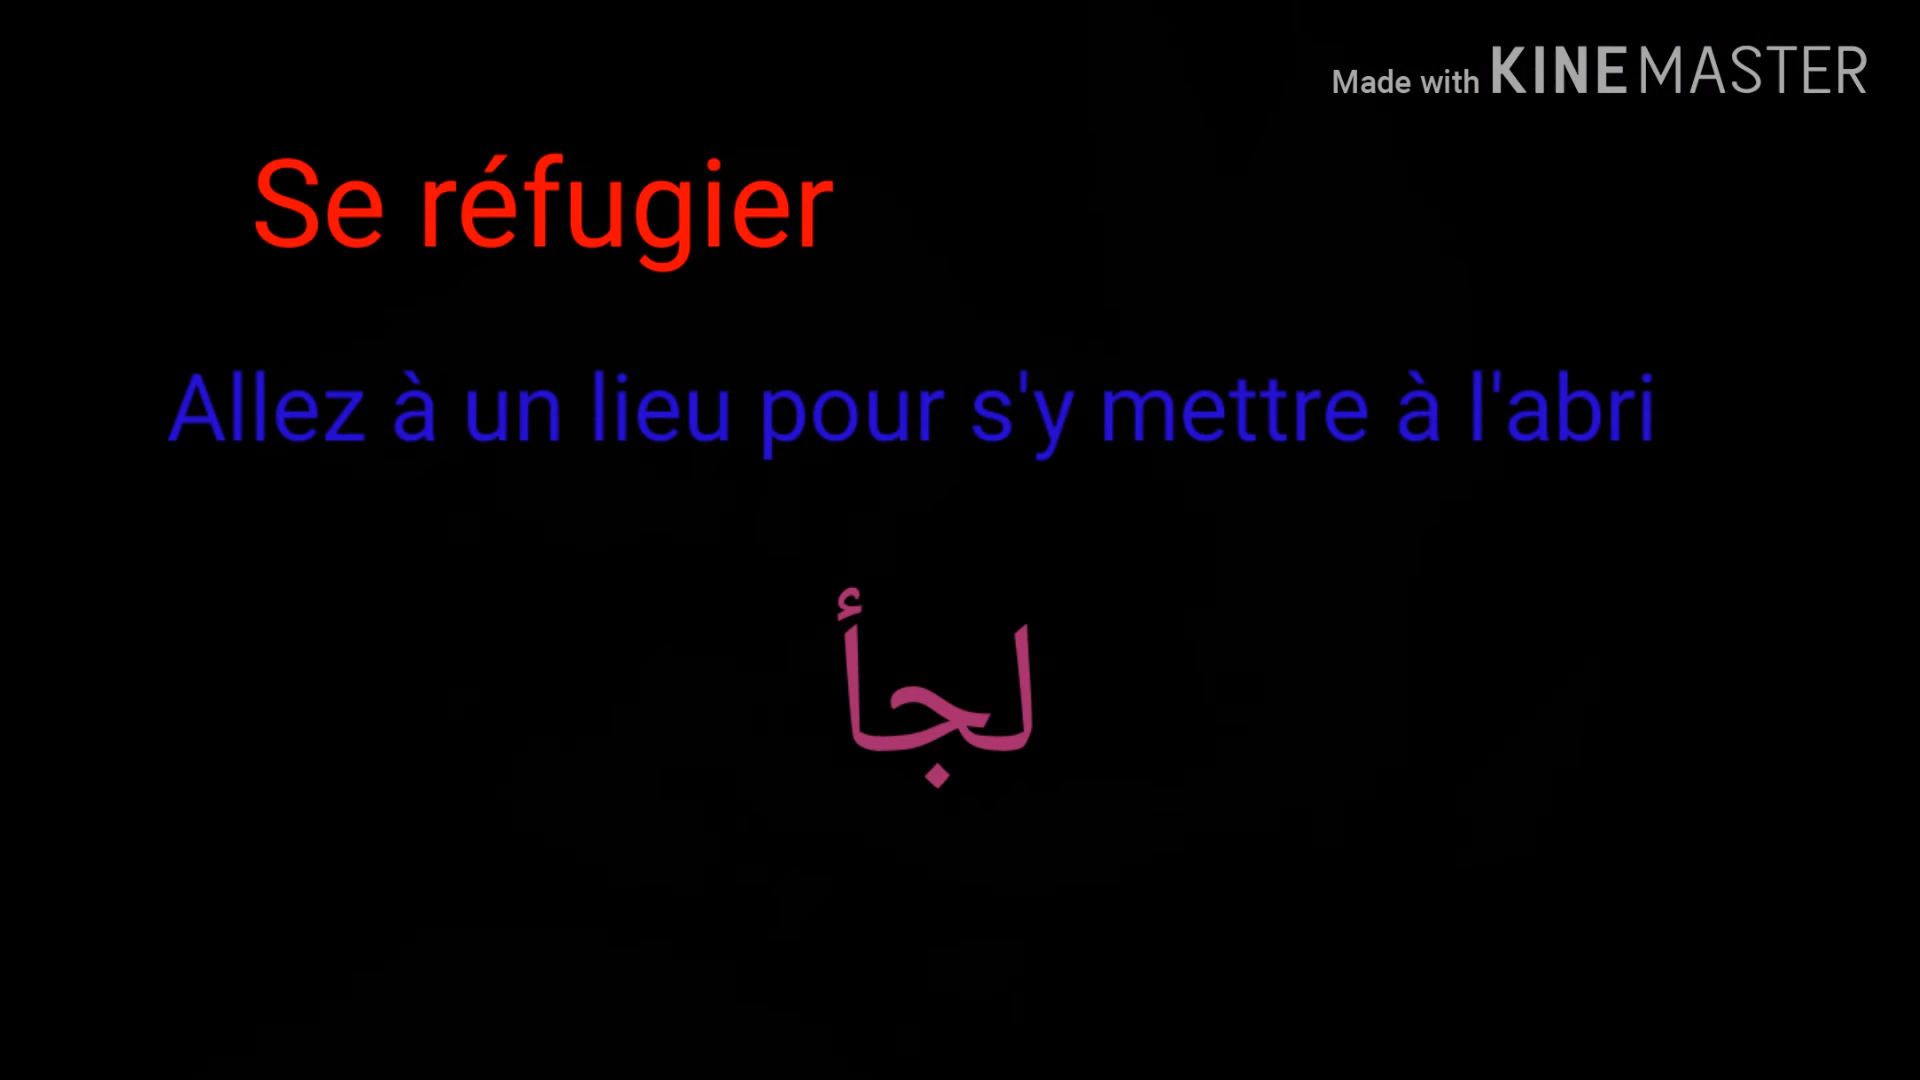 Made with KINEMASTER
Se réfugier
Allez à un lieu pour s'y mettre à l'abri
لجأ